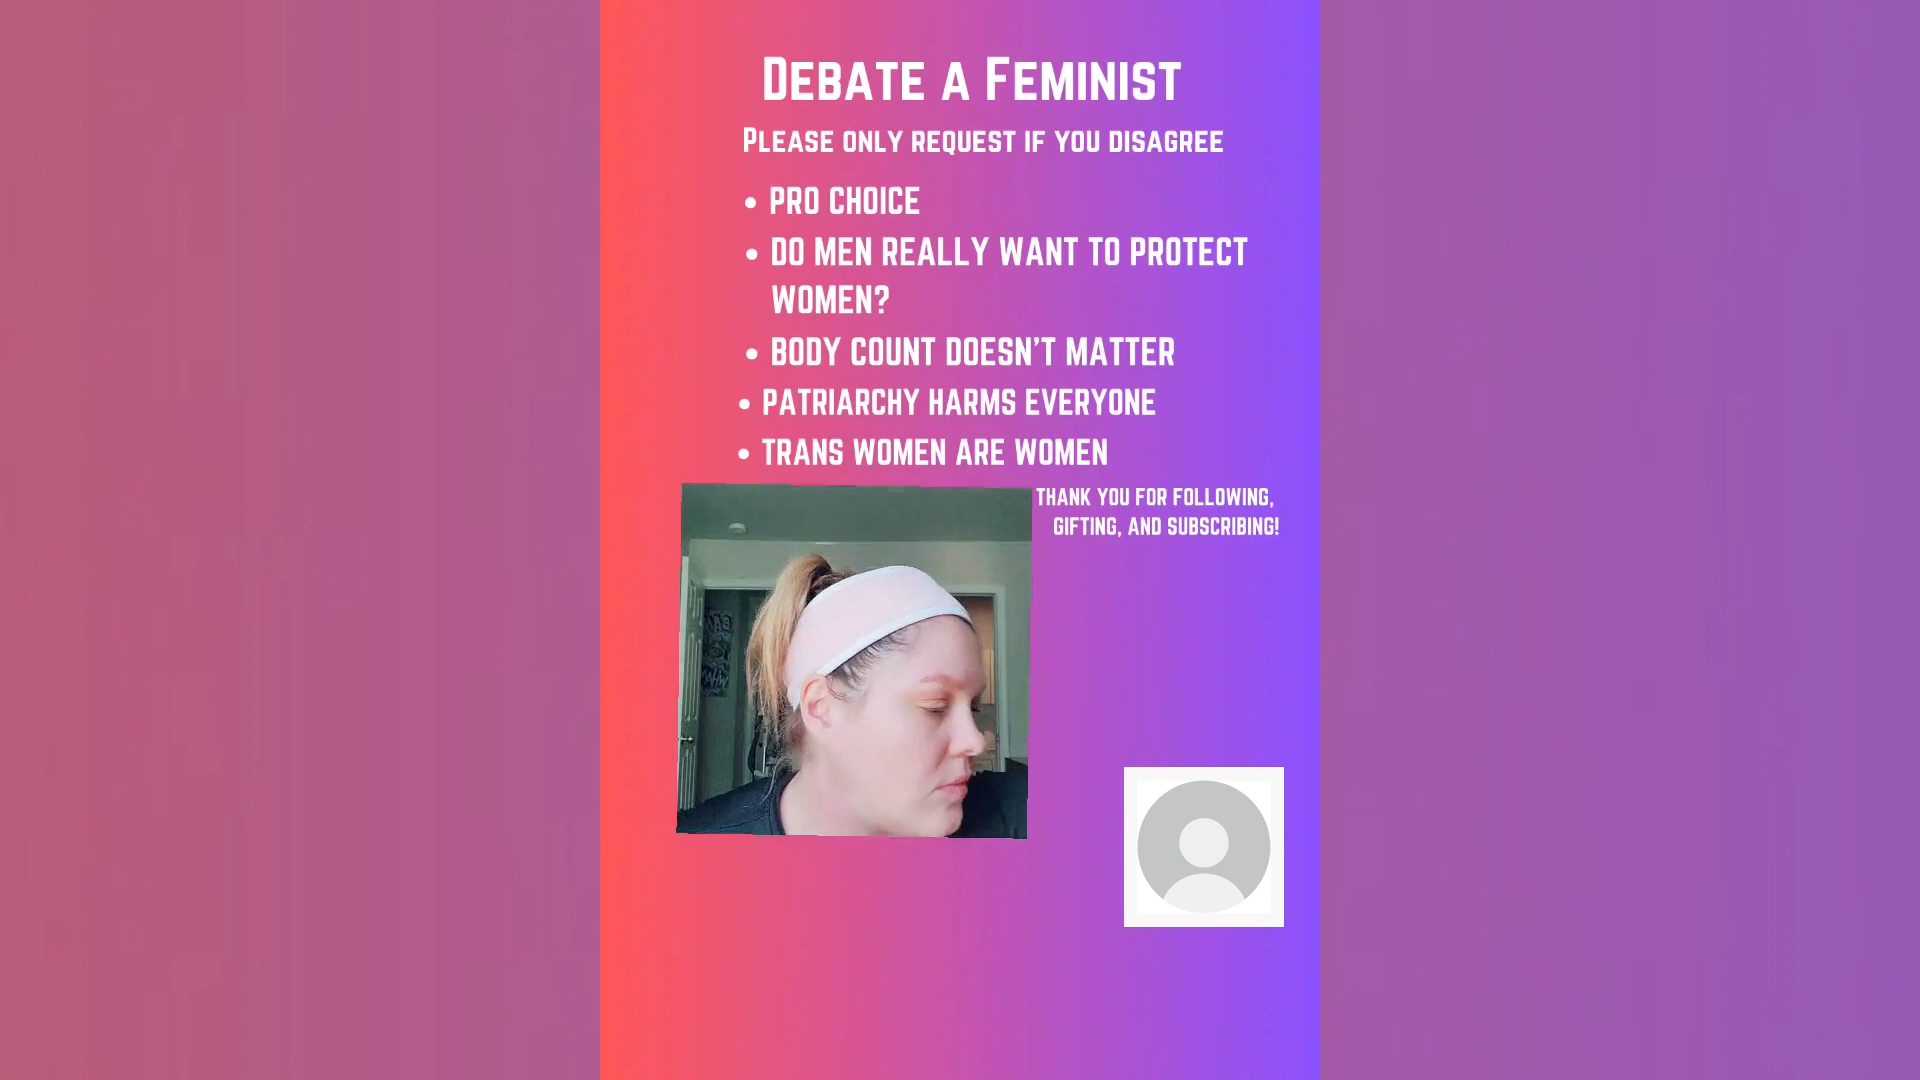 DEBATE A FEMINIST
PLEASE ONLY REQUEST IF YOU DISAGREE
• PRO CHOICE
• DO MEN REALLY WANT TO PROTECT
WOMEN?
• BODY COUNT DOESN'T MATTER
• PATRIARCHY HARMS EVERYONE
• TRANS WOMEN ARE WOMEN
THANK YOU FOR FOLLOWING,
GIFTING, AND SUBSCRIBING!